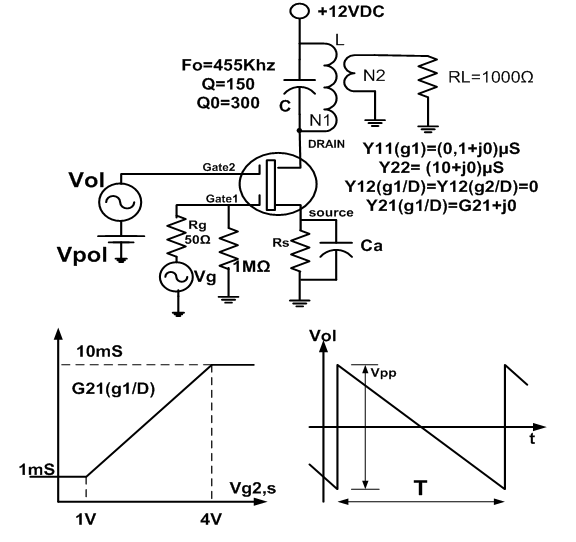 +12VDC
L
Fo=455Khz
Q=150
Q0=300
C
N1
N2
RL=1000Ω
DRAIN
Y11(g1)=(0,1+j0)µS
Y22= (10+j0)µS
Y12(g1/D)=Y12(g2/D)=0
Y21(g1/D)=G21+j0
Gate2
Vol
Gate1
source
Rg
50Ω
Rs
Ca
Vpol
Vg
1MΩ
10mS
G21(g1/D)
1mS
Vg2,s
1V
4V
Vol
Vpp
t
T